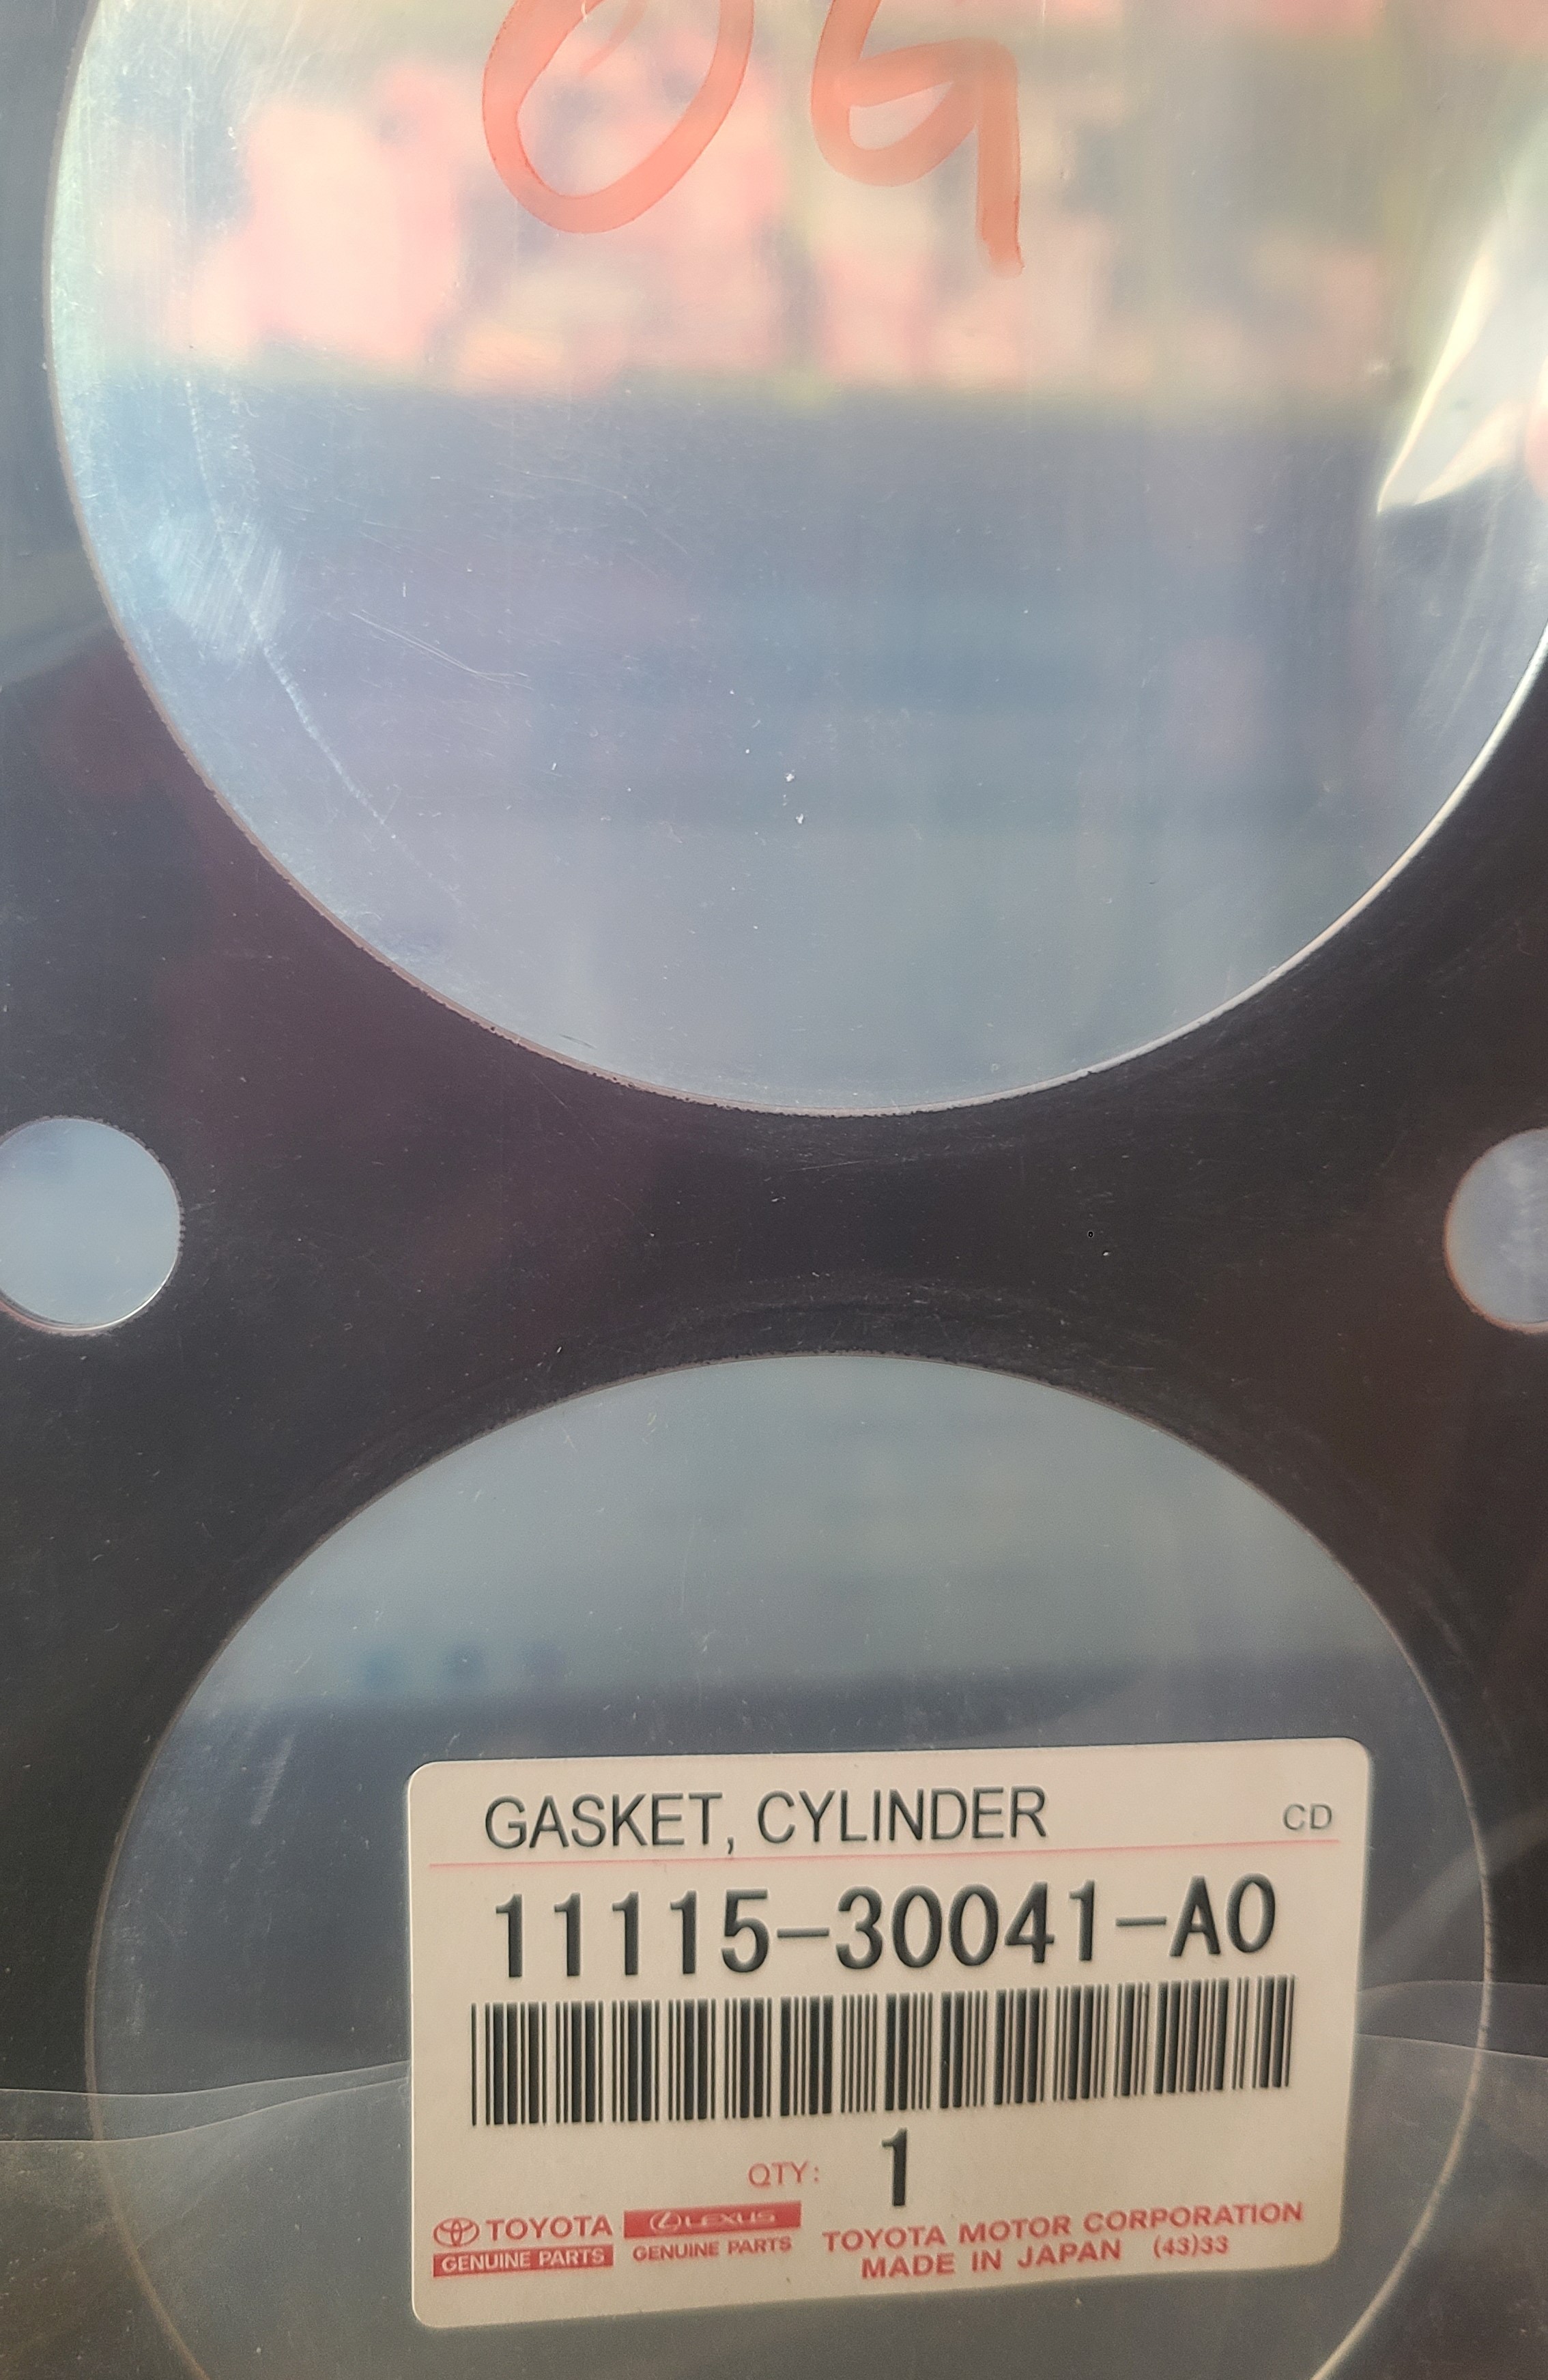 OG
GASKET, CYLINDER CD
11115-30041-A0
QTY: 1
TOYOTA LEXUS TOYOTA MOTOR CORPORATION
GENUINE PARTS GENUINE PARTS MADE IN JAPAN (43)33